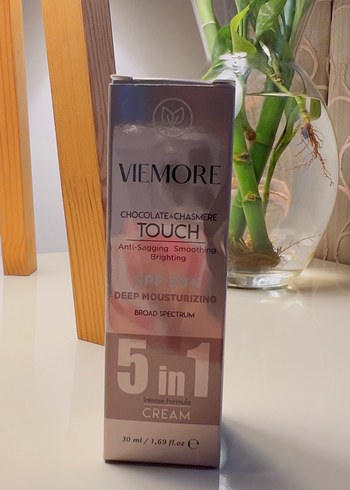 VIEMORE
CHOCOLATE&CHASMERE
TOUCH
Anti-Sagging Smoothing
Brighting
DEEP MOUSTURIZING
BROAD SPECTRUM
5 in 1
Intense Formula
CREAM
30 ml / 1,69 fl.oz ℮